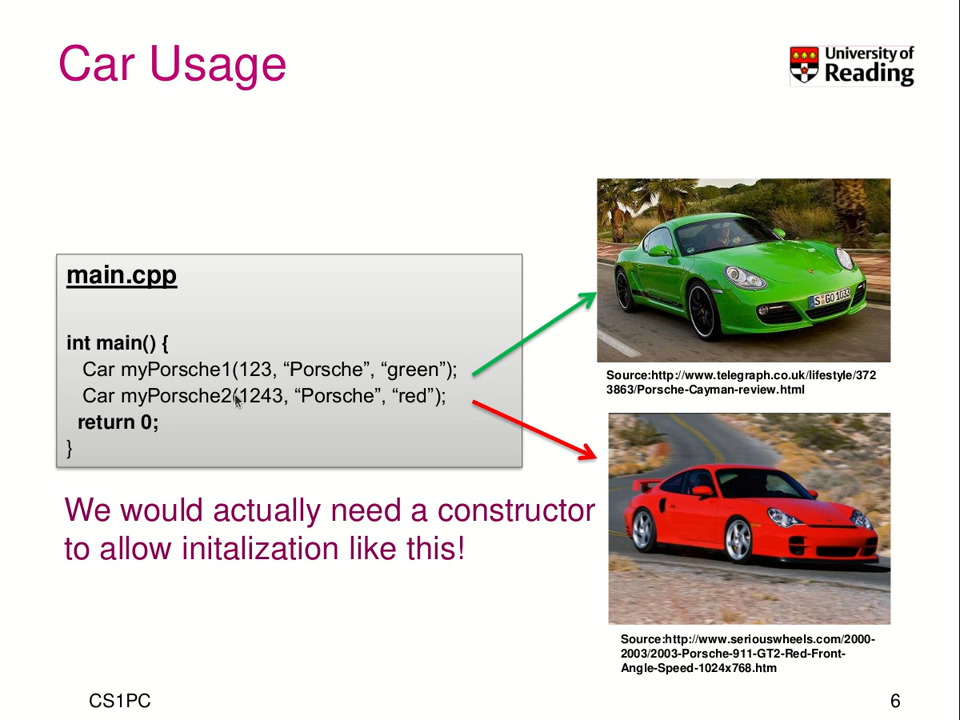 Car Usage
University of
Reading
main.cpp
int main() {
Car myPorsche1(123, “Porsche”, “green”);
Car myPorsche2(1243, “Porsche”, “red”);
return 0;
}
We would actually need a constructor
to allow initalization like this!
S GO 1033
Source:http://www.telegraph.co.uk/lifestyle/372
3863/Porsche-Cayman-review.html
Source:http://www.seriouswheels.com/2000-
2003/2003-Porsche-911-GT2-Red-Front-
Angle-Speed-1024x768.htm
CS1PC
6